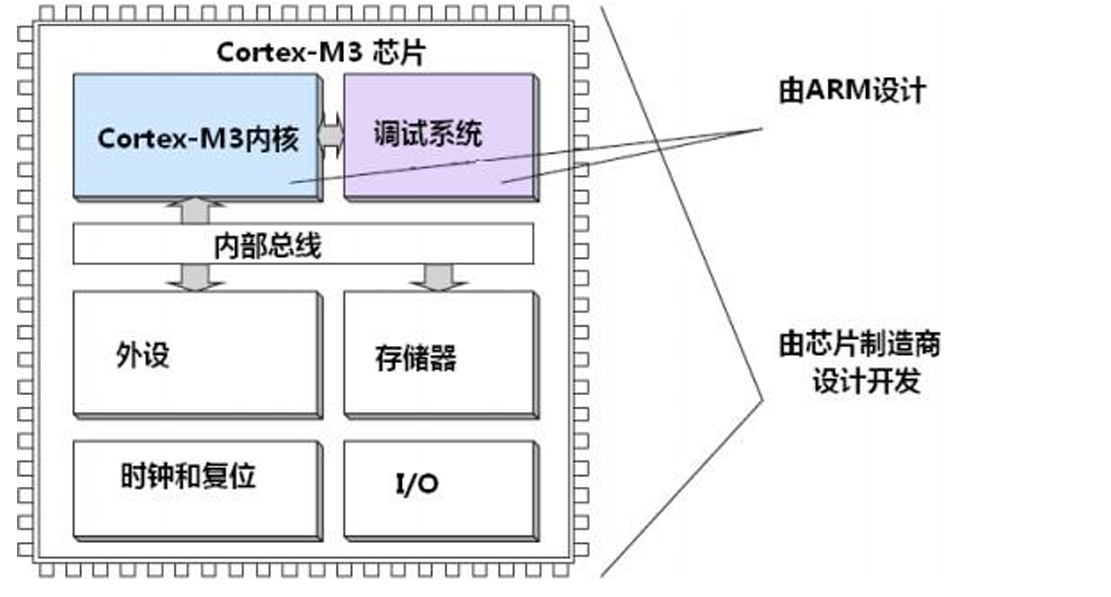 Cortex-M3 芯片
Cortex-M3内核
调试系统
内部总线
外设
存储器
时钟和复位
I/O
由ARM设计
由芯片制造商
设计开发